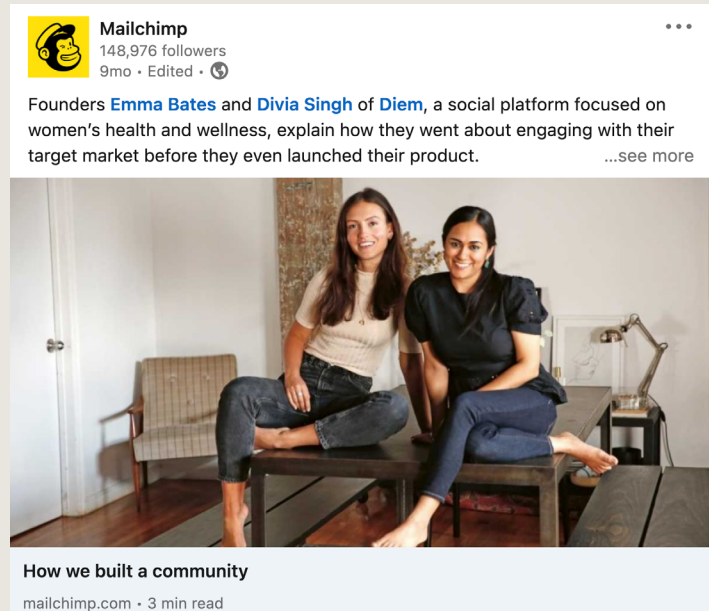 Mailchimp
148,976 followers
9mo • Edited •
Founders Emma Bates and Divia Singh of Diem, a social platform focused on
women’s health and wellness, explain how they went about engaging with their
target market before they even launched their product. ...see more
How we built a community
mailchimp.com • 3 min read